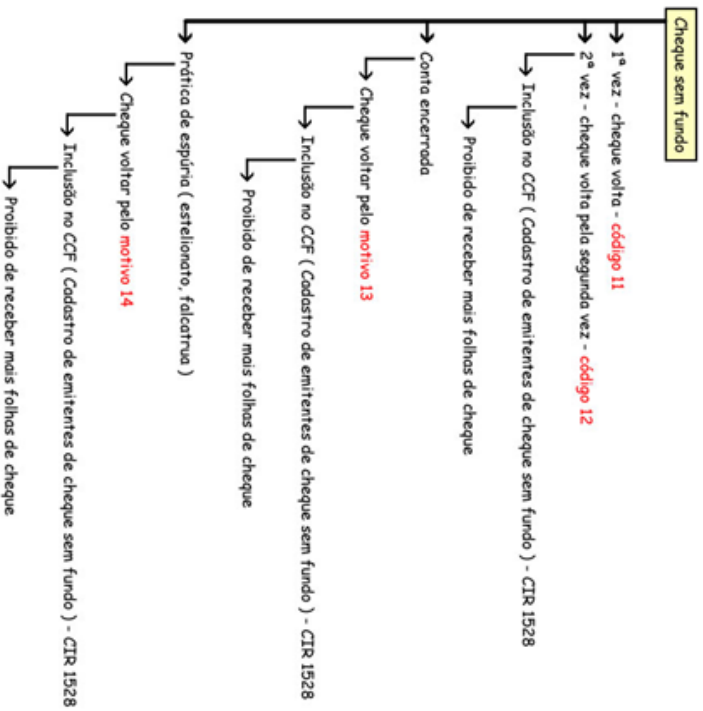 Cheque sem fundo
1ª vez - cheque volta - código 11
2ª vez - cheque volta pela segunda vez - código 12
Inclusão no CCF ( Cadastro de emitentes de cheque sem fundo ) - CIR 1528
Proibido de receber mais folhas de cheque
Conta encerrada
Cheque voltar pelo motivo 13
Inclusão no CCF ( Cadastro de emitentes de cheque sem fundo ) - CIR 1528
Proibido de receber mais folhas de cheque
Prática de espúria ( estelionato, falcatrua )
Cheque voltar pelo motivo 14
Inclusão no CCF ( Cadastro de emitentes de cheque sem fundo ) - CIR 1528
Proibido de receber mais folhas de cheque